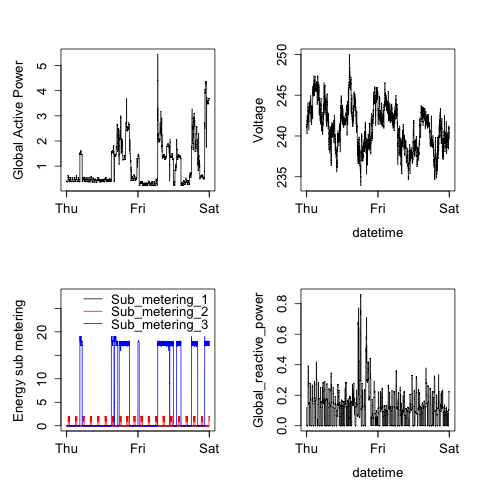 Global Active Power
5
4
3
2
1
Thu Fri Sat
Voltage
250
245
240
235
Thu Fri Sat
datetime
Energy sub metering
20
10
5
0
Sub_metering_1
Sub_metering_2
Sub_metering_3
Thu Fri Sat
Global_reactive_power
0.8
0.6
0.4
0.2
0.0
Thu Fri Sat
datetime